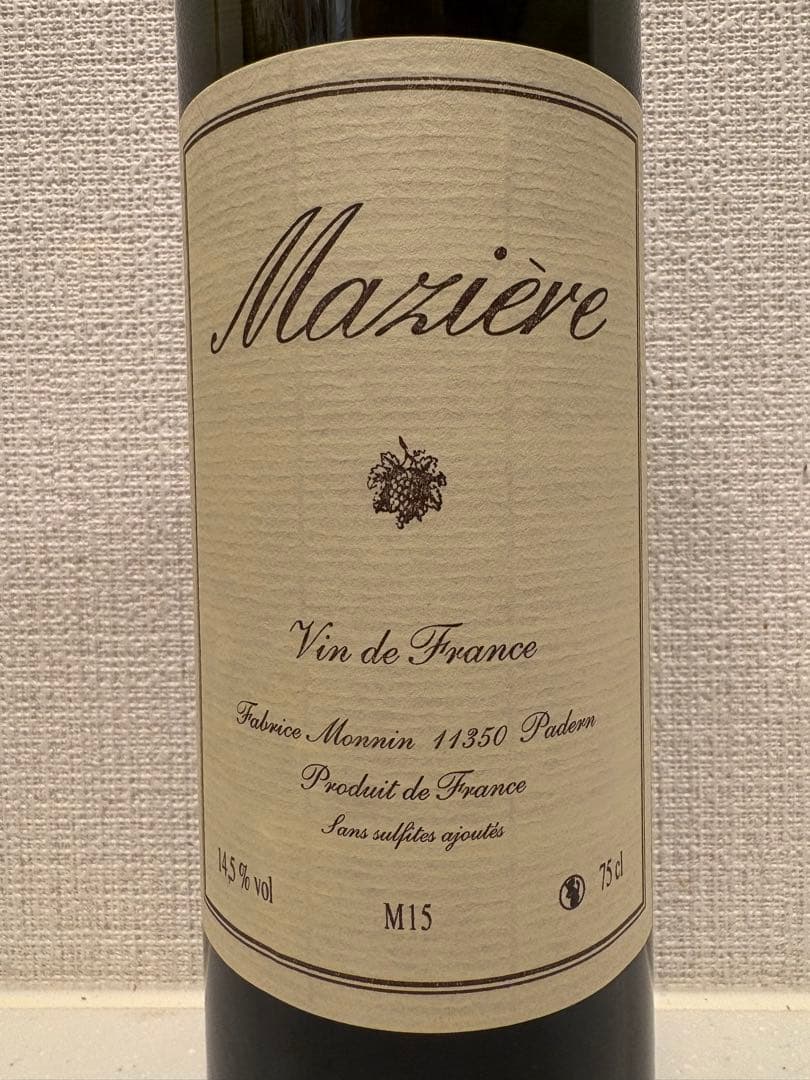 Mazière
Vin de France
Fabrice Monnin 11350 Padern
Produit de France
Sans sulfites ajoutés
14,5 % vol
M15
75 cl